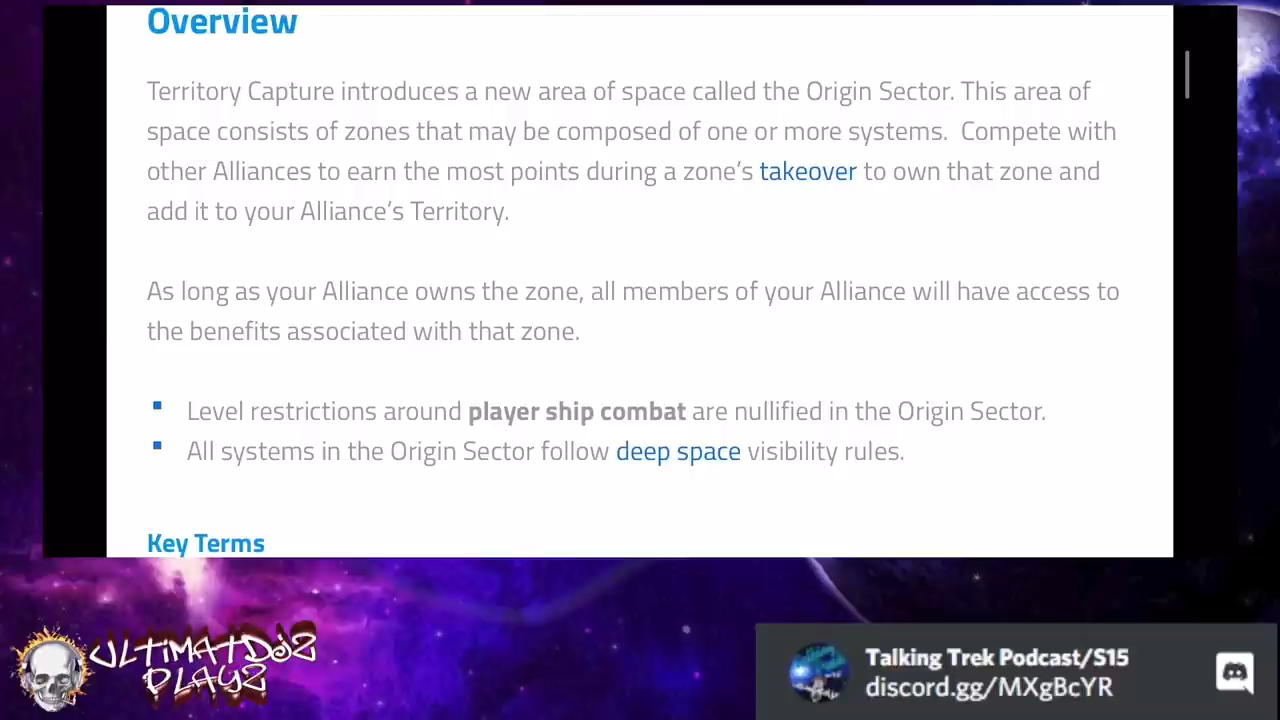 Overview
Territory Capture introduces a new area of space called the Origin Sector. This area of
space consists of zones that may be composed of one or more systems.  Compete with
other Alliances to earn the most points during a zone’s takeover to own that zone and
add it to your Alliance’s Territory.
As long as your Alliance owns the zone, all members of your Alliance will have access to
the benefits associated with that zone.
Level restrictions around player ship combat are nullified in the Origin Sector.
All systems in the Origin Sector follow deep space visibility rules.
Key Terms
ULTIMATDJZ
PLAYZ
Talking Trek Podcast/S15
discord.gg/MXgBcYR